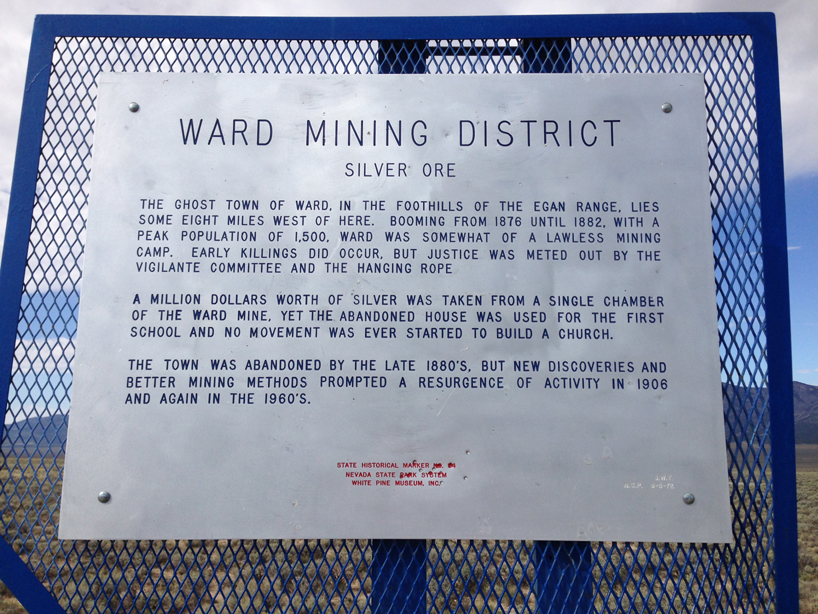 WARD MINING DISTRICT
SILVER ORE
THE GHOST TOWN OF WARD, IN THE FOOTHILLS OF THE EGAN RANGE, LIES
SOME EIGHT MILES WEST OF HERE. BOOMING FROM 1876 UNTIL 1882, WITH A
PEAK POPULATION OF 1,500, WARD WAS SOMEWHAT OF A LAWLESS MINING
CAMP. EARLY KILLINGS DID OCCUR, BUT JUSTICE WAS METED OUT BY THE
VIGILANTE COMMITTEE AND THE HANGING ROPE
A MILLION DOLLARS WORTH OF SILVER WAS TAKEN FROM A SINGLE CHAMBER
OF THE WARD MINE, YET THE ABANDONED HOUSE WAS USED FOR THE FIRST
SCHOOL AND NO MOVEMENT WAS EVER STARTED TO BUILD A CHURCH.
THE TOWN WAS ABANDONED BY THE LATE 1880'S, BUT NEW DISCOVERIES AND
BETTER MINING METHODS PROMPTED A RESURGENCE OF ACTIVITY IN 1906
AND AGAIN IN THE 1960'S.
STATE HISTORICAL MARKER NO.
NEVADA STATE PARK SYSTEM
WHITE PINE MUSEUM, INC.